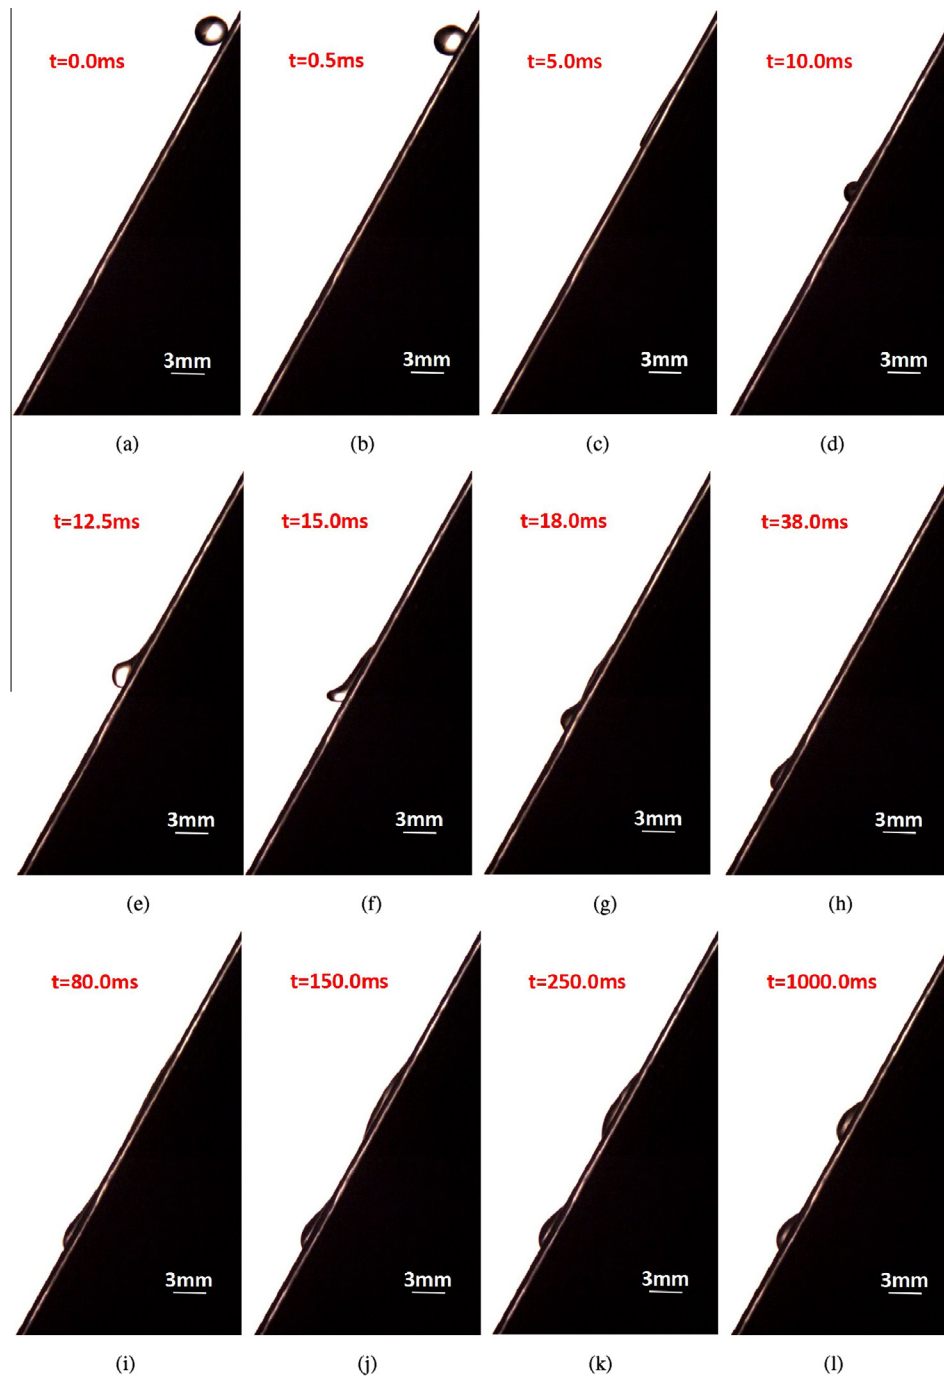 t=0.0ms
t=0.5ms
t=5.0ms
t=10.0ms
3mm
3mm
3mm
3mm
(a)
(b)
(c)
(d)
t=12.5ms
t=15.0ms
t=18.0ms
t=38.0ms
3mm
3mm
3mm
3mm
(e)
(f)
(g)
(h)
t=80.0ms
t=150.0ms
t=250.0ms
t=1000.0ms
3mm
3mm
3mm
3mm
(i)
(j)
(k)
(l)